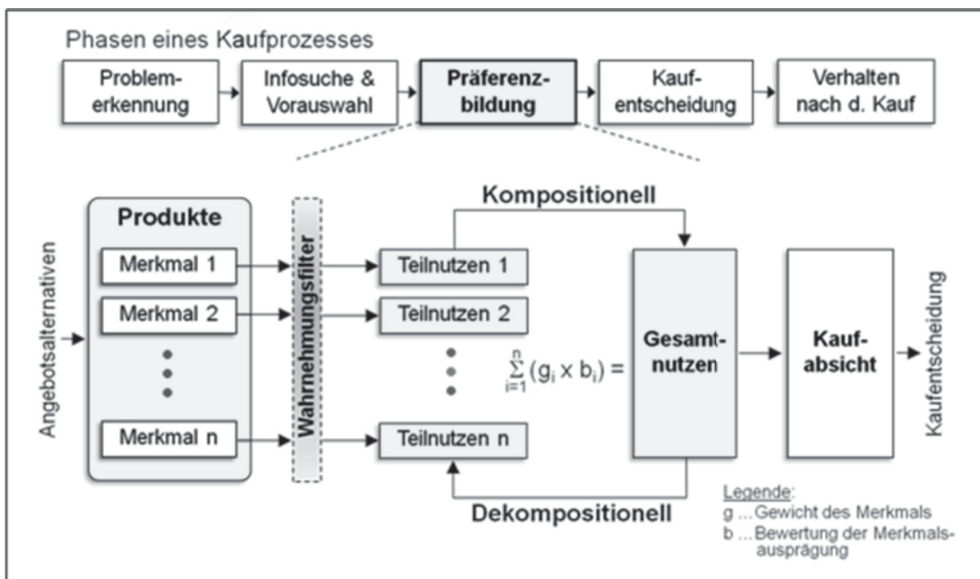 Phasen eines Kaufprozesses
Problem-
erkennung
Infosuche &
Vorauswahl
Präferenz-
bildung
Kauf-
entscheidung
Verhalten
nach d. Kauf
Angebotsalternativen
Produkte
Merkmal 1
Merkmal 2
Merkmal n
Wahrnehmungsfilter
Kompositionell
Teilnutzen 1
Teilnutzen 2
Teilnutzen n
n
Σ (gᵢ x bᵢ) =
i=1
Dekompositionell
Gesamt-
nutzen
Kauf-
absicht
Kaufentscheidung
Legende:
g ... Gewicht des Merkmals
b ... Bewertung der Merkmals-
ausprägung